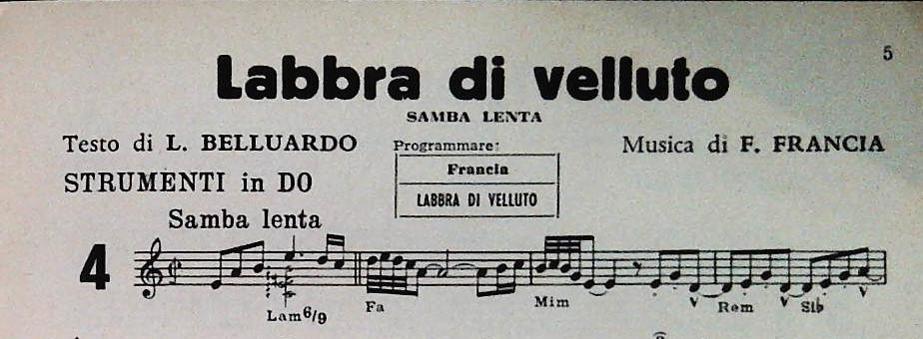 5
Labbra di velluto
SAMBA LENTA
Testo di L. BELLUARDO
Programmare:
Musica di F. FRANCIA
Francia
LABBRA DI VELLUTO
STRUMENTI in DO
Samba lenta
4
Lam6/9 Fa Mim Rem Sib